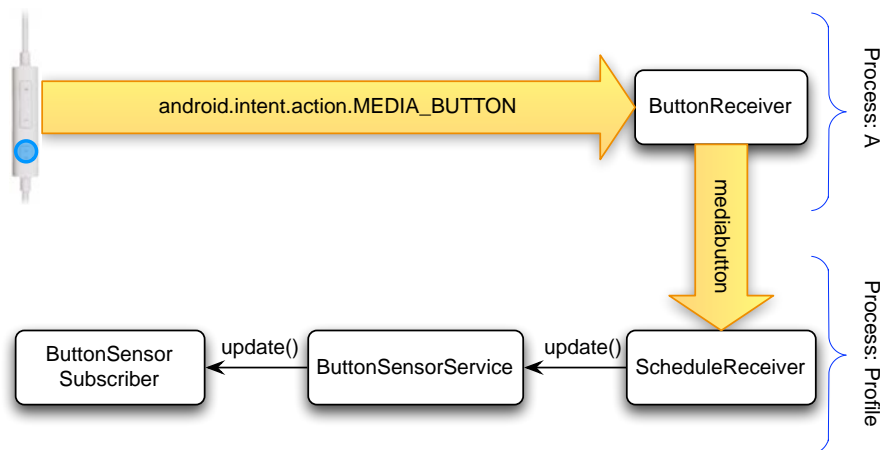 android.intent.action.MEDIA_BUTTON
ButtonReceiver
Process: A
mediabutton
ButtonSensor
Subscriber
update()
ButtonSensorService
update()
ScheduleReceiver
Process: Profile